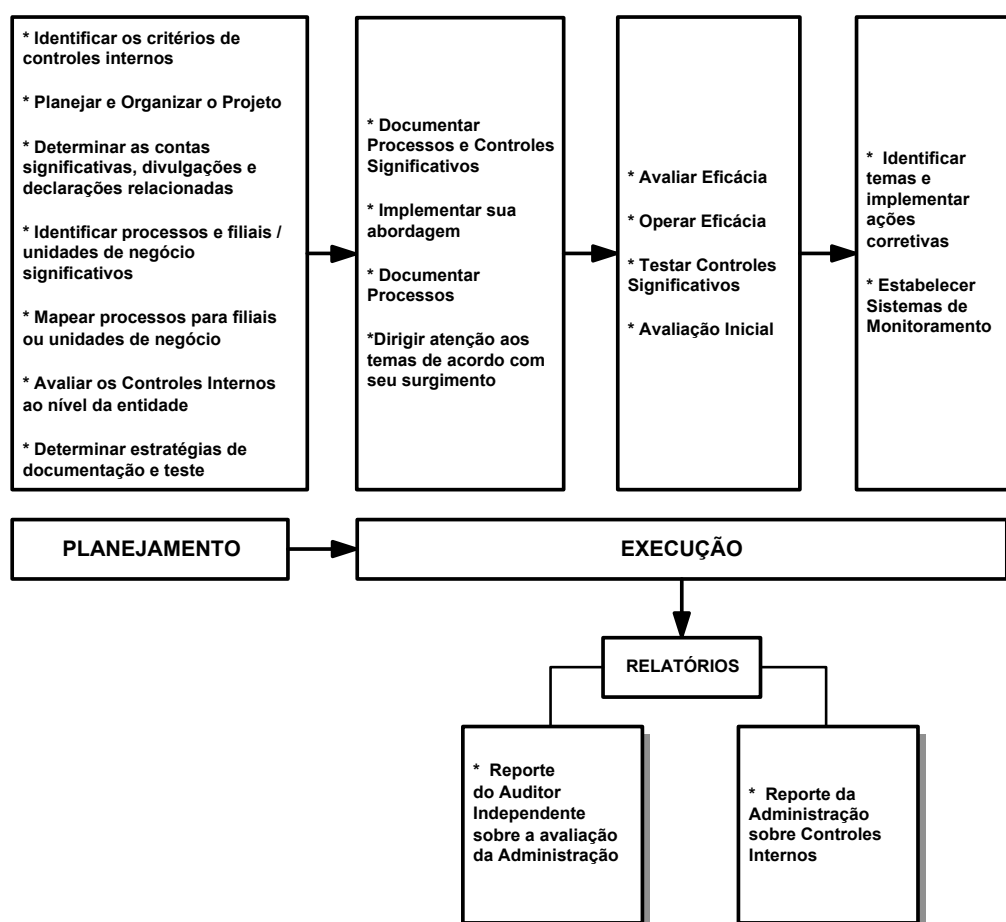 * Identificar os critérios de
controles internos
* Planejar e Organizar o Projeto
* Determinar as contas
significativas, divulgações e
declarações relacionadas
* Identificar processos e filiais /
unidades de negócio
significativos
* Mapear processos para filiais
ou unidades de negócio
* Avaliar os Controles Internos
ao nível da entidade
* Determinar estratégias de
documentação e teste
* Documentar
Processos e Controles
Significativos
* Implementar sua
abordagem
* Documentar
Processos
*Dirigir atenção aos
temas de acordo com
seu surgimento
* Avaliar Eficácia
* Operar Eficácia
* Testar Controles
Significativos
* Avaliação Inicial
* Identificar
temas e
implementar
ações
corretivas
* Estabelecer
Sistemas de
Monitoramento
PLANEJAMENTO
EXECUÇÃO
RELATÓRIOS
* Reporte
do Auditor
Independente
sobre a avaliação
da Administração
* Reporte da
Administração
sobre Controles
Internos